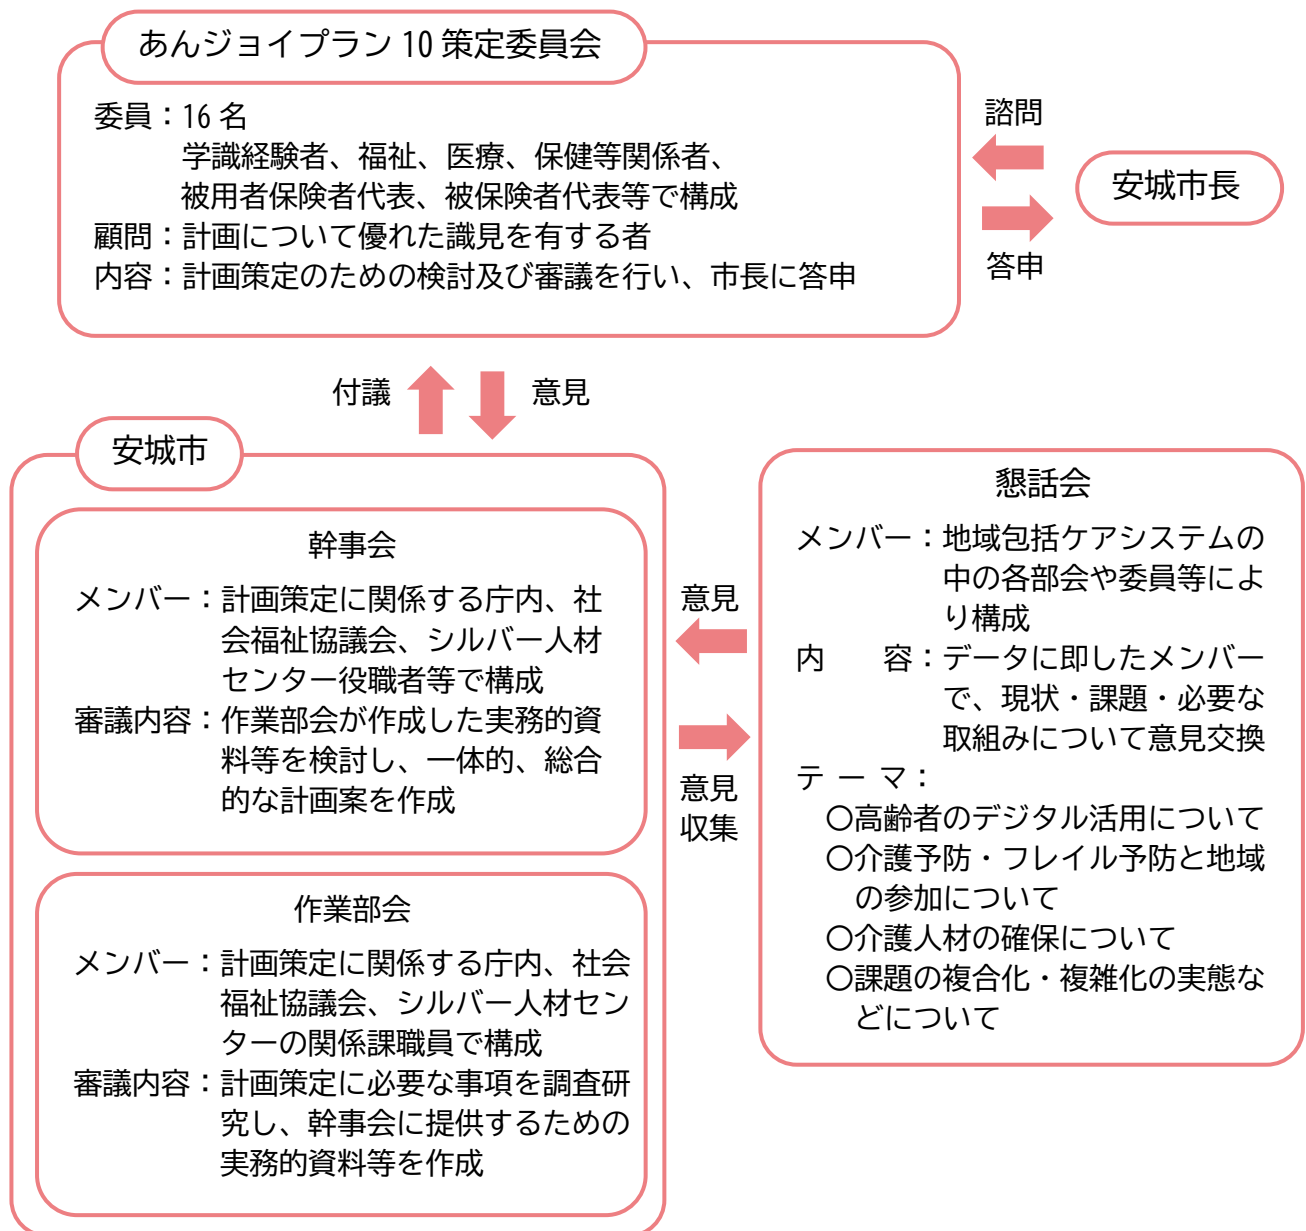 あんジョイプラン 10 策定委員会
委員：16 名
学識経験者、福祉、医療、保健等関係者、
被用者保険者代表、被保険者代表等で構成
顧問：計画について優れた識見を有する者
内容：計画策定のための検討及び審議を行い、市長に答申
諮問
安城市長
答申
付議
意見
安城市
幹事会
メンバー：計画策定に関係する庁内、社
会福祉協議会、シルバー人材
センター役職者等で構成
審議内容：作業部会が作成した実務的資
料等を検討し、一体的、総合
的な計画案を作成
作業部会
メンバー：計画策定に関係する庁内、社会
福祉協議会、シルバー人材セン
ターの関係課職員で構成
審議内容：計画策定に必要な事項を調査研
究し、幹事会に提供するための
実務的資料等を作成
意見
意見
収集
懇話会
メンバー：地域包括ケアシステムの
中の各部会や委員等によ
り構成
内　　容：データに即したメンバー
で、現状・課題・必要な
取組みについて意見交換
テ ー マ：
〇高齢者のデジタル活用について
〇介護予防・フレイル予防と地域
の参加について
〇介護人材の確保について
〇課題の複合化・複雑化の実態な
どについて